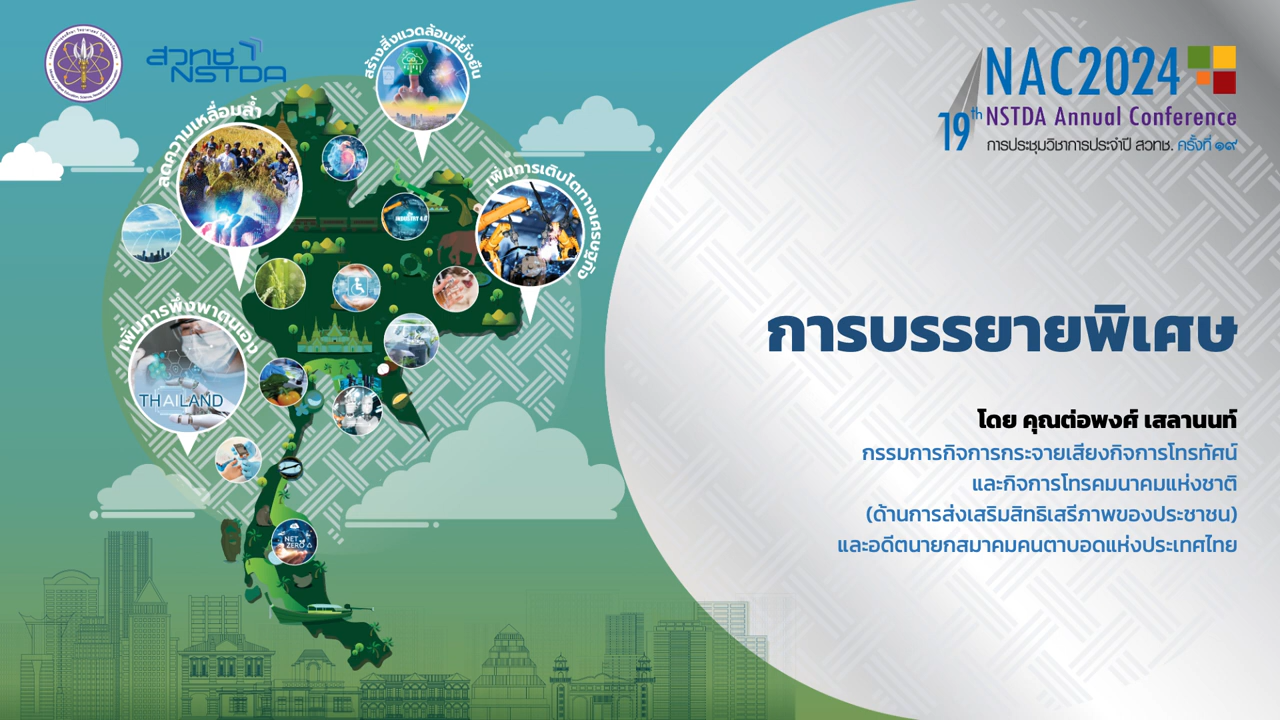 สวทช
NSTDA
สร้างสิ่งแวดล้อมที่ยั่งยืน
ลดความเหลื่อมล้ำ
เพิ่มการเติบโตทางเศรษฐกิจ
เพิ่มการพึ่งพาตนเอง
INDUSTRY 4.0
THAILAND
NET
ZERO
NAC2024
19th NSTDA Annual Conference
การประชุมวิชาการประจำปี สวทช. ครั้งที่ ๑๙
การบรรยายพิเศษ
โดย คุณต่อพงศ์ เสลานนท์
กรรมการกิจการกระจายเสียงกิจการโทรทัศน์
และกิจการโทรคมนาคมแห่งชาติ
(ด้านการส่งเสริมสิทธิเสรีภาพของประชาชน)
และอดีตนายกสมาคมคนตาบอดแห่งประเทศไทย